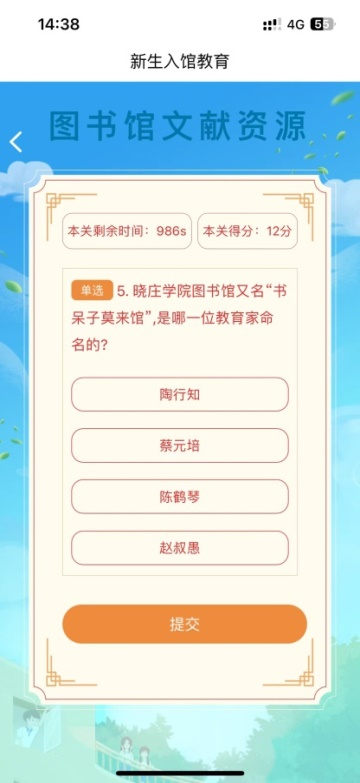 14:38
4G 55
新生入馆教育
图书馆文献资源
本关剩余时间：986s
本关得分：12分
单选 5. 晓庄学院图书馆又名“书
呆子莫来馆”,是哪一位教育家命
名的?
陶行知
蔡元培
陈鹤琴
赵叔愚
提交